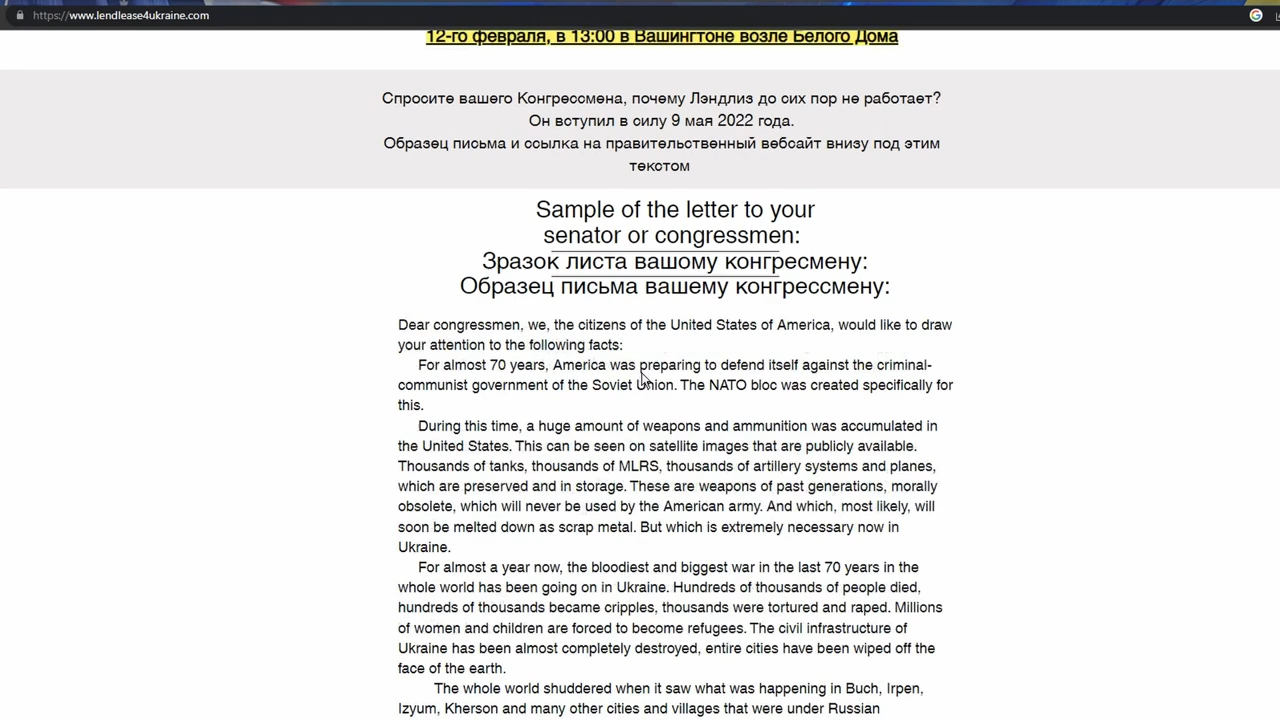 https://www.lendlease4ukraine.com
12-го февраля, в 13:00 в Вашингтоне возле Белого Дома
Спросите вашего Конгрессмена, почему Лэндлиз до сих пор не работает?
Он вступил в силу 9 мая 2022 года.
Образец письма и ссылка на правительственный вебсайт внизу под этим
текстом
Sample of the letter to your
senator or congressmen:
Зразок листа вашому конгресмену:
Образец письма вашему конгрессмену:
Dear congressmen, we, the citizens of the United States of America, would like to draw
your attention to the following facts:
For almost 70 years, America was preparing to defend itself against the criminal-
communist government of the Soviet Union. The NATO bloc was created specifically for
this.
During this time, a huge amount of weapons and ammunition was accumulated in
the United States. This can be seen on satellite images that are publicly available.
Thousands of tanks, thousands of MLRS, thousands of artillery systems and planes,
which are preserved and in storage. These are weapons of past generations, morally
obsolete, which will never be used by the American army. And which, most likely, will
soon be melted down as scrap metal. But which is extremely necessary now in
Ukraine.
For almost a year now, the bloodiest and biggest war in the last 70 years in the
whole world has been going on in Ukraine. Hundreds of thousands of people died,
hundreds of thousands became cripples, thousands were tortured and raped. Millions
of women and children are forced to become refugees. The civil infrastructure of
Ukraine has been almost completely destroyed, entire cities have been wiped off the
face of the earth.
The whole world shuddered when it saw what was happening in Buch, Irpen,
Izyum, Kherson and many other cities and villages that were under Russian